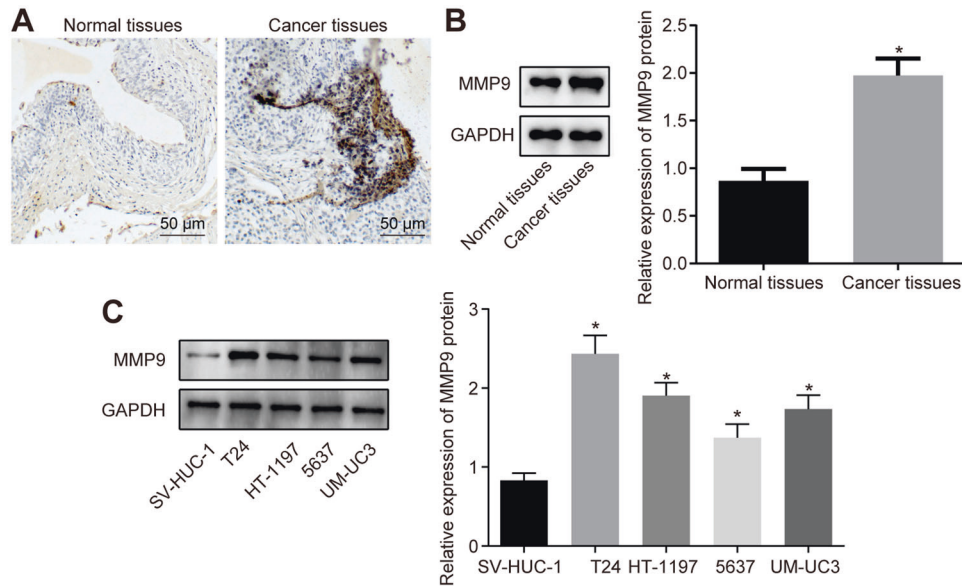 A
Normal tissues
Cancer tissues
50 µm
50 µm
B
MMP9
GAPDH
Normal tissues
Cancer tissues
Relative expression of MMP9 protein
2.5
2.0
1.5
1.0
0.5
0.0
*
Normal tissues
Cancer tissues
C
MMP9
GAPDH
SV-HUC-1
T24
HT-1197
5637
UM-UC3
Relative expression of MMP9 protein
3
2
1
0
*
*
*
*
SV-HUC-1
T24
HT-1197
5637
UM-UC3